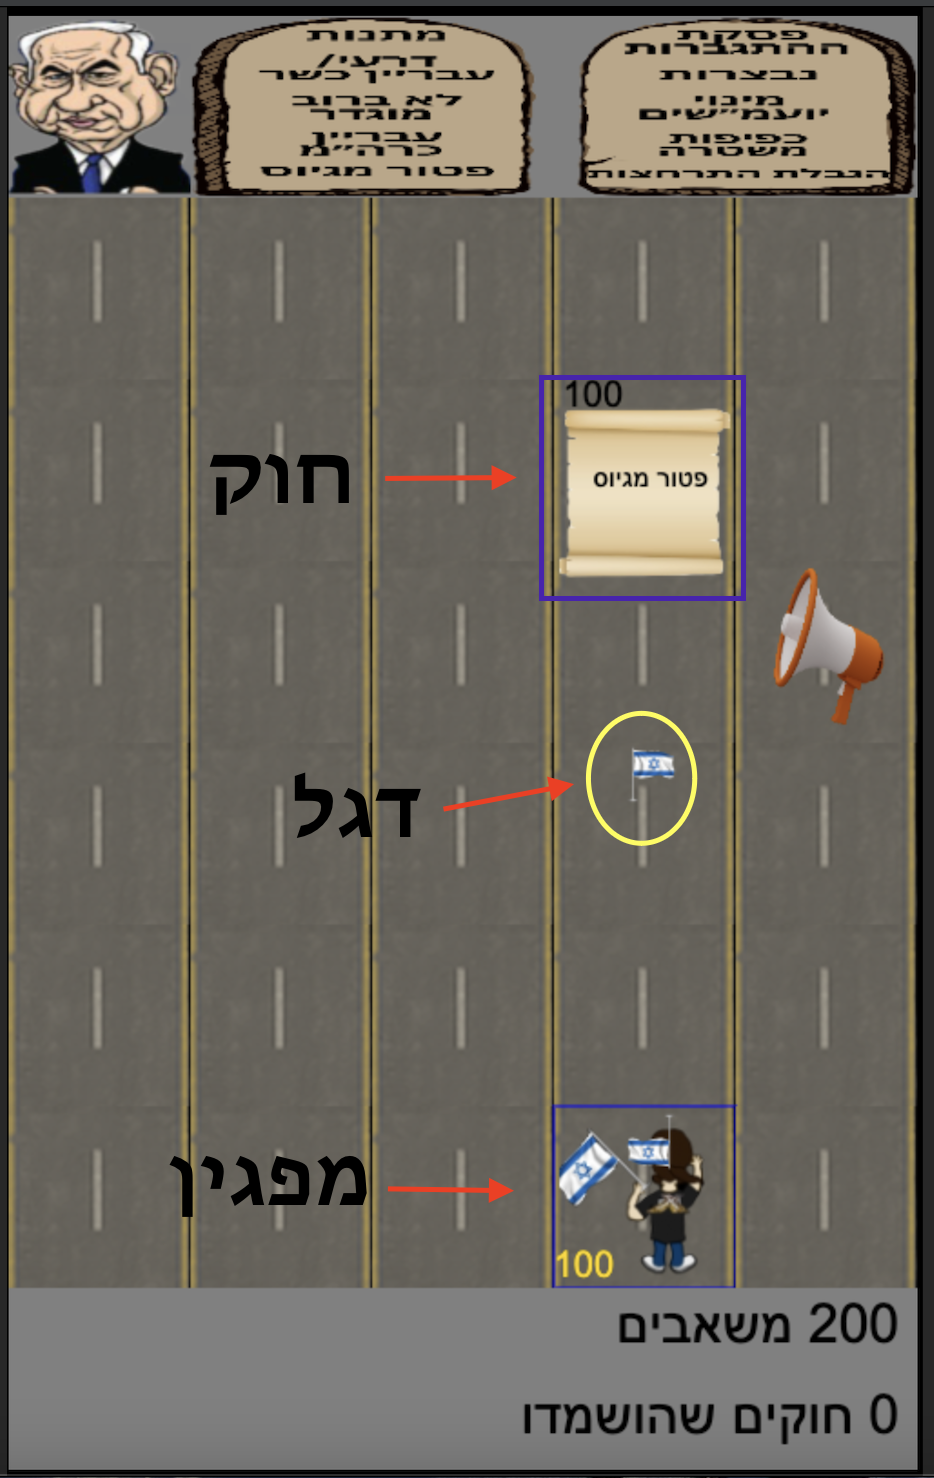 מתנות
דרעי/
עבריין כשר
לא ברוב
מוגדר
עבריין
כרה״מ
פטור מגיוס
פסקת
ההתגברות
נבצרות
מינוי
יועמ״שים
כפיפות
משטרה
הגבלת התרחצות
100
פטור מגיוס
חוק
דגל
מפגין
100
200 משאבים
0 חוקים שהושמדו